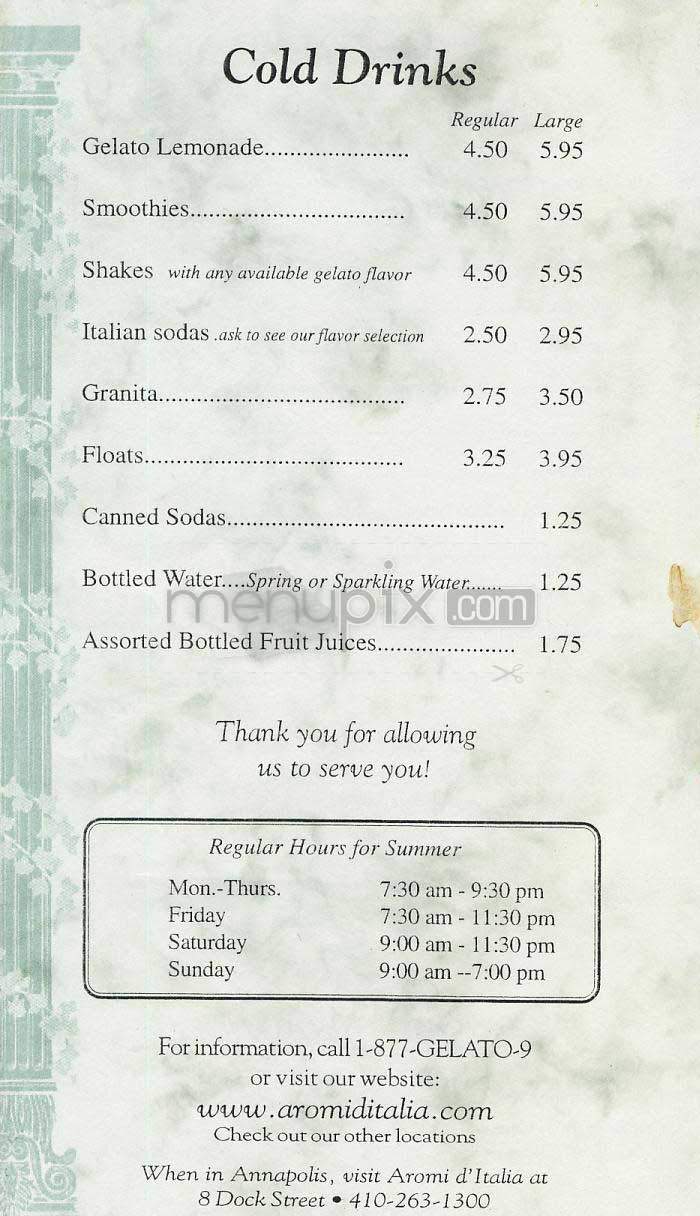 Cold Drinks
Regular Large
Gelato Lemonade....................... 4.50 5.95
Smoothies.................................. 4.50 5.95
Shakes with any available gelato flavor 4.50 5.95
Italian sodas .ask to see our flavor selection 2.50 2.95
Granita....................................... 2.75 3.50
Floats......................................... 3.25 3.95
Canned Sodas............................................ 1.25
Bottled Water....Spring or Sparkling Water...... 1.25
menupix.com
Assorted Bottled Fruit Juices...................... 1.75
Thank you for allowing
us to serve you!
Regular Hours for Summer
Mon.-Thurs. 7:30 am - 9:30 pm
Friday 7:30 am - 11:30 pm
Saturday 9:00 am - 11:30 pm
Sunday 9:00 am --7:00 pm
For information, call 1-877-GELATO-9
or visit our website:
www.aromiditalia.com
Check out our other locations
When in Annapolis, visit Aromi d'Italia at
8 Dock Street • 410-263-1300